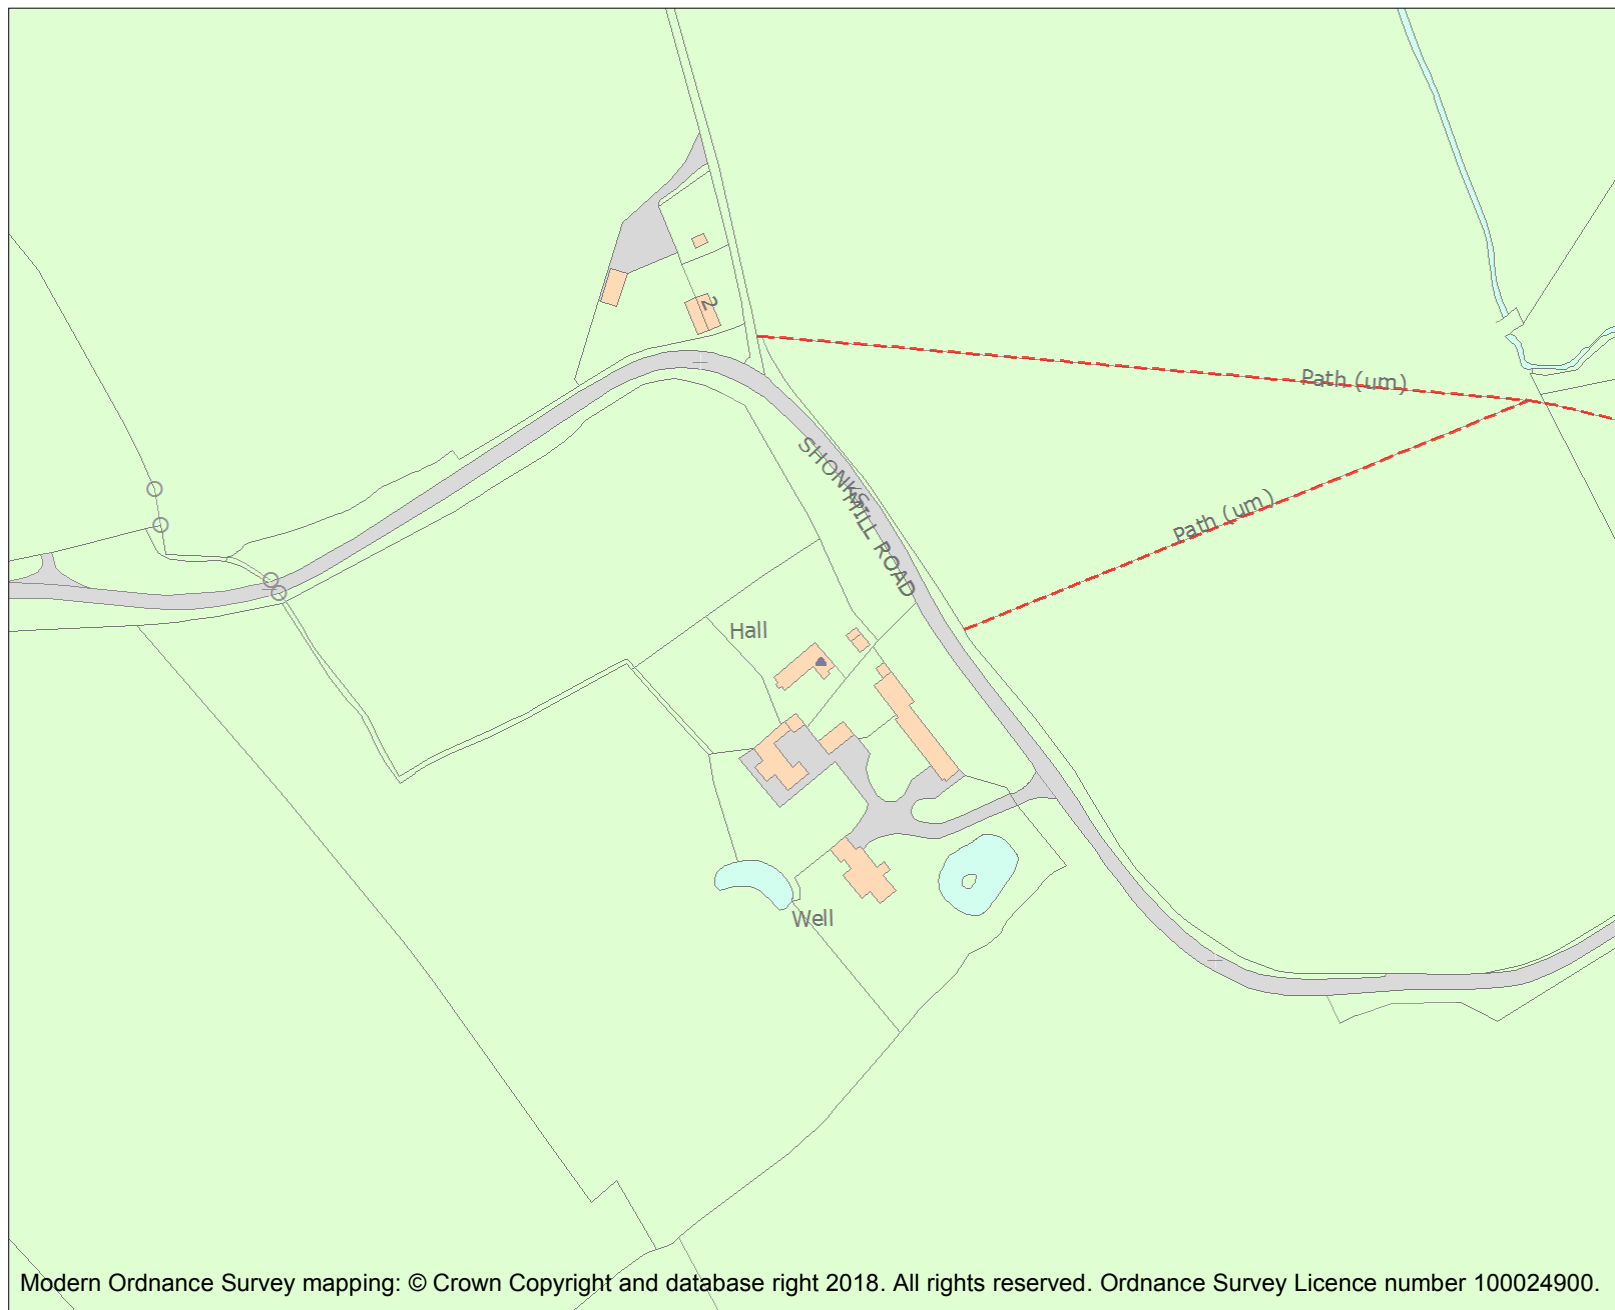 2
Path (um)
SHONKS MILL ROAD
Path (um)
Hall
Well
Modern Ordnance Survey mapping: © Crown Copyright and database right 2018. All rights reserved. Ordnance Survey Licence number 100024900.